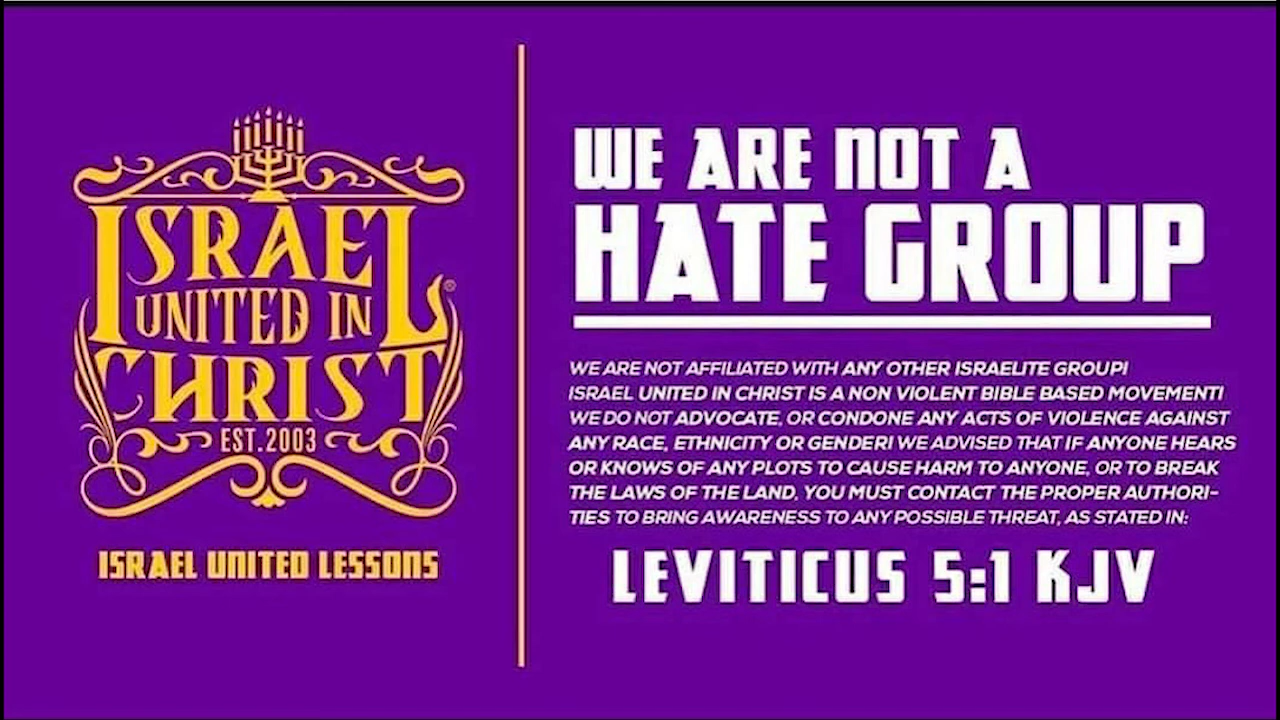 ISRAEL
UNITED IN
CHRIST
®
EST.2003
ISRAEL UNITED LESSONS
WE ARE NOT A
HATE GROUP
WE ARE NOT AFFILIATED WITH ANY OTHER ISRAELITE GROUP!
ISRAEL UNITED IN CHRIST IS A NON VIOLENT BIBLE BASED MOVEMENT!
WE DO NOT ADVOCATE, OR CONDONE ANY ACTS OF VIOLENCE AGAINST
ANY RACE, ETHNICITY OR GENDER! WE ADVISED THAT IF ANYONE HEARS
OR KNOWS OF ANY PLOTS TO CAUSE HARM TO ANYONE, OR TO BREAK
THE LAWS OF THE LAND, YOU MUST CONTACT THE PROPER AUTHORI-
TIES TO BRING AWARENESS TO ANY POSSIBLE THREAT, AS STATED IN:
LEVITICUS 5:1 KJV